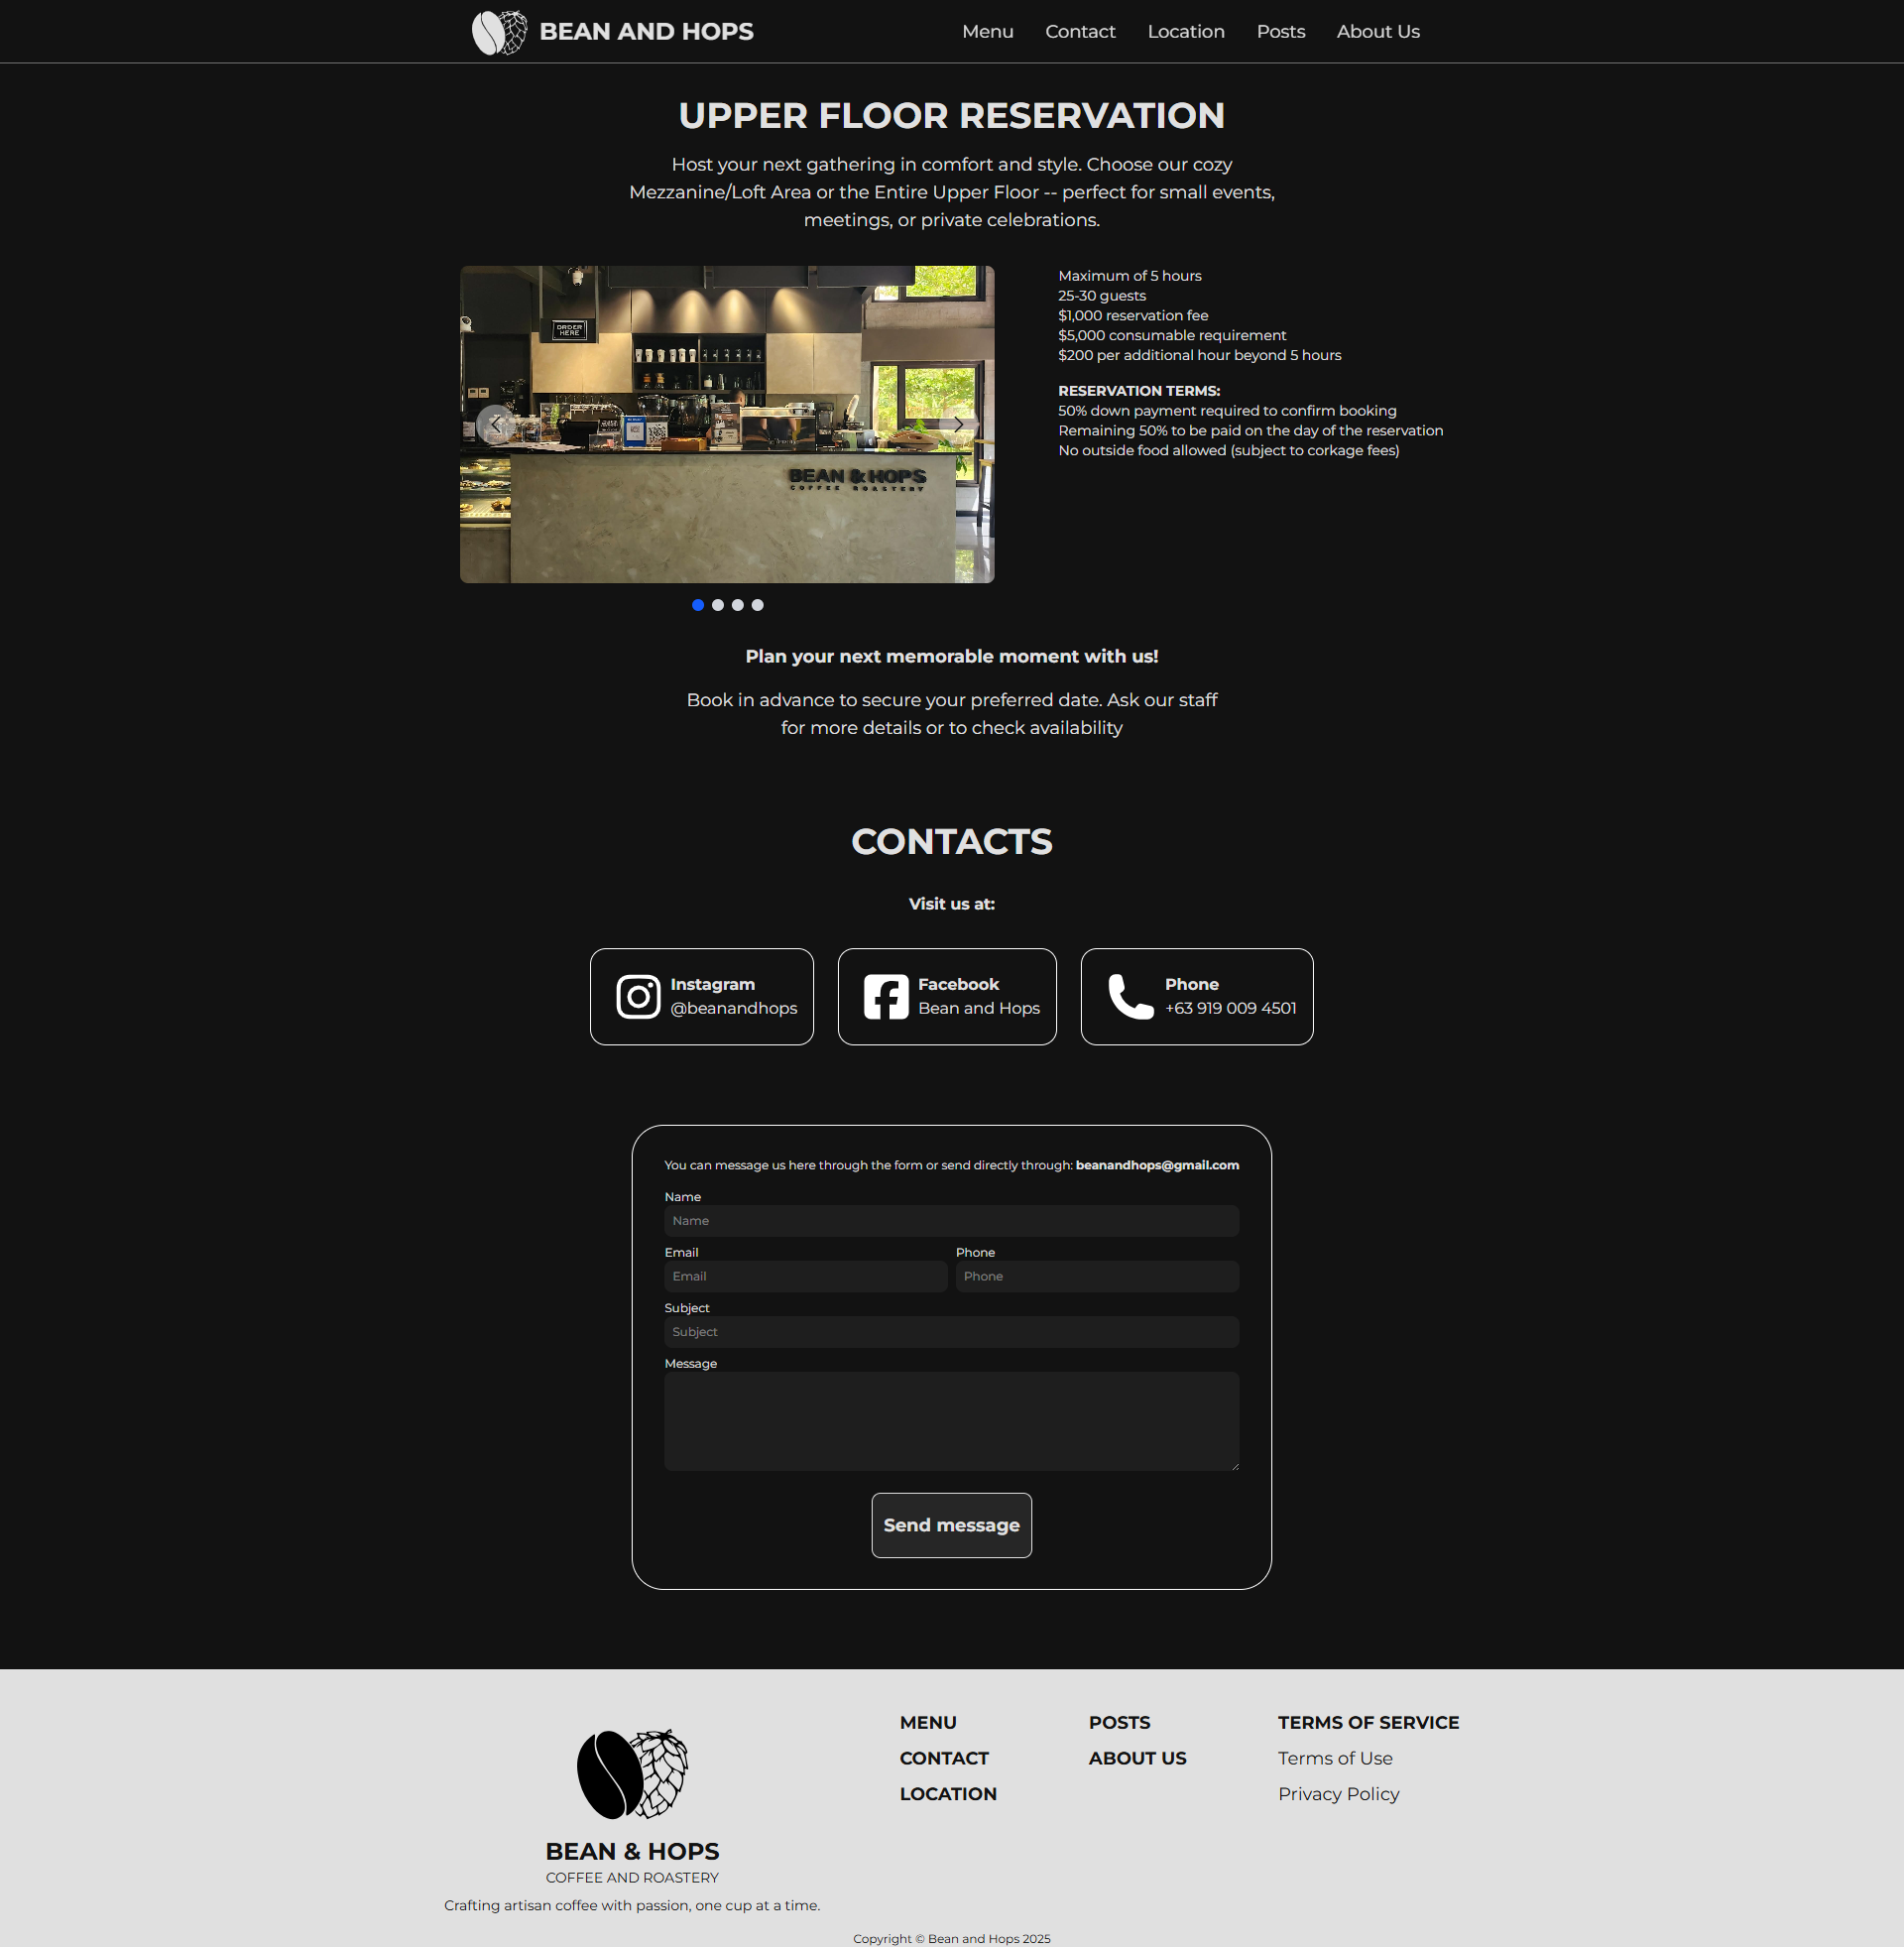 BEAN AND HOPS
Menu
Contact
Location
Posts
About Us
UPPER FLOOR RESERVATION
Host your next gathering in comfort and style. Choose our cozy
Mezzanine/Loft Area or the Entire Upper Floor -- perfect for small events,
meetings, or private celebrations.
ORDER
HERE
BEAN & HOPS
COFFEE ROASTERY
Maximum of 5 hours
25-30 guests
$1,000 reservation fee
$5,000 consumable requirement
$200 per additional hour beyond 5 hours
RESERVATION TERMS:
50% down payment required to confirm booking
Remaining 50% to be paid on the day of the reservation
No outside food allowed (subject to corkage fees)
Plan your next memorable moment with us!
Book in advance to secure your preferred date. Ask our staff
for more details or to check availability
CONTACTS
Visit us at:
Instagram
@beanandhops
Facebook
Bean and Hops
Phone
+63 919 009 4501
You can message us here through the form or send directly through: beanandhops@gmail.com
Name
Name
Email
Email
Phone
Phone
Subject
Subject
Message
Send message
BEAN & HOPS
COFFEE AND ROASTERY
Crafting artisan coffee with passion, one cup at a time.
MENU
CONTACT
LOCATION
POSTS
ABOUT US
TERMS OF SERVICE
Terms of Use
Privacy Policy
Copyright © Bean and Hops 2025